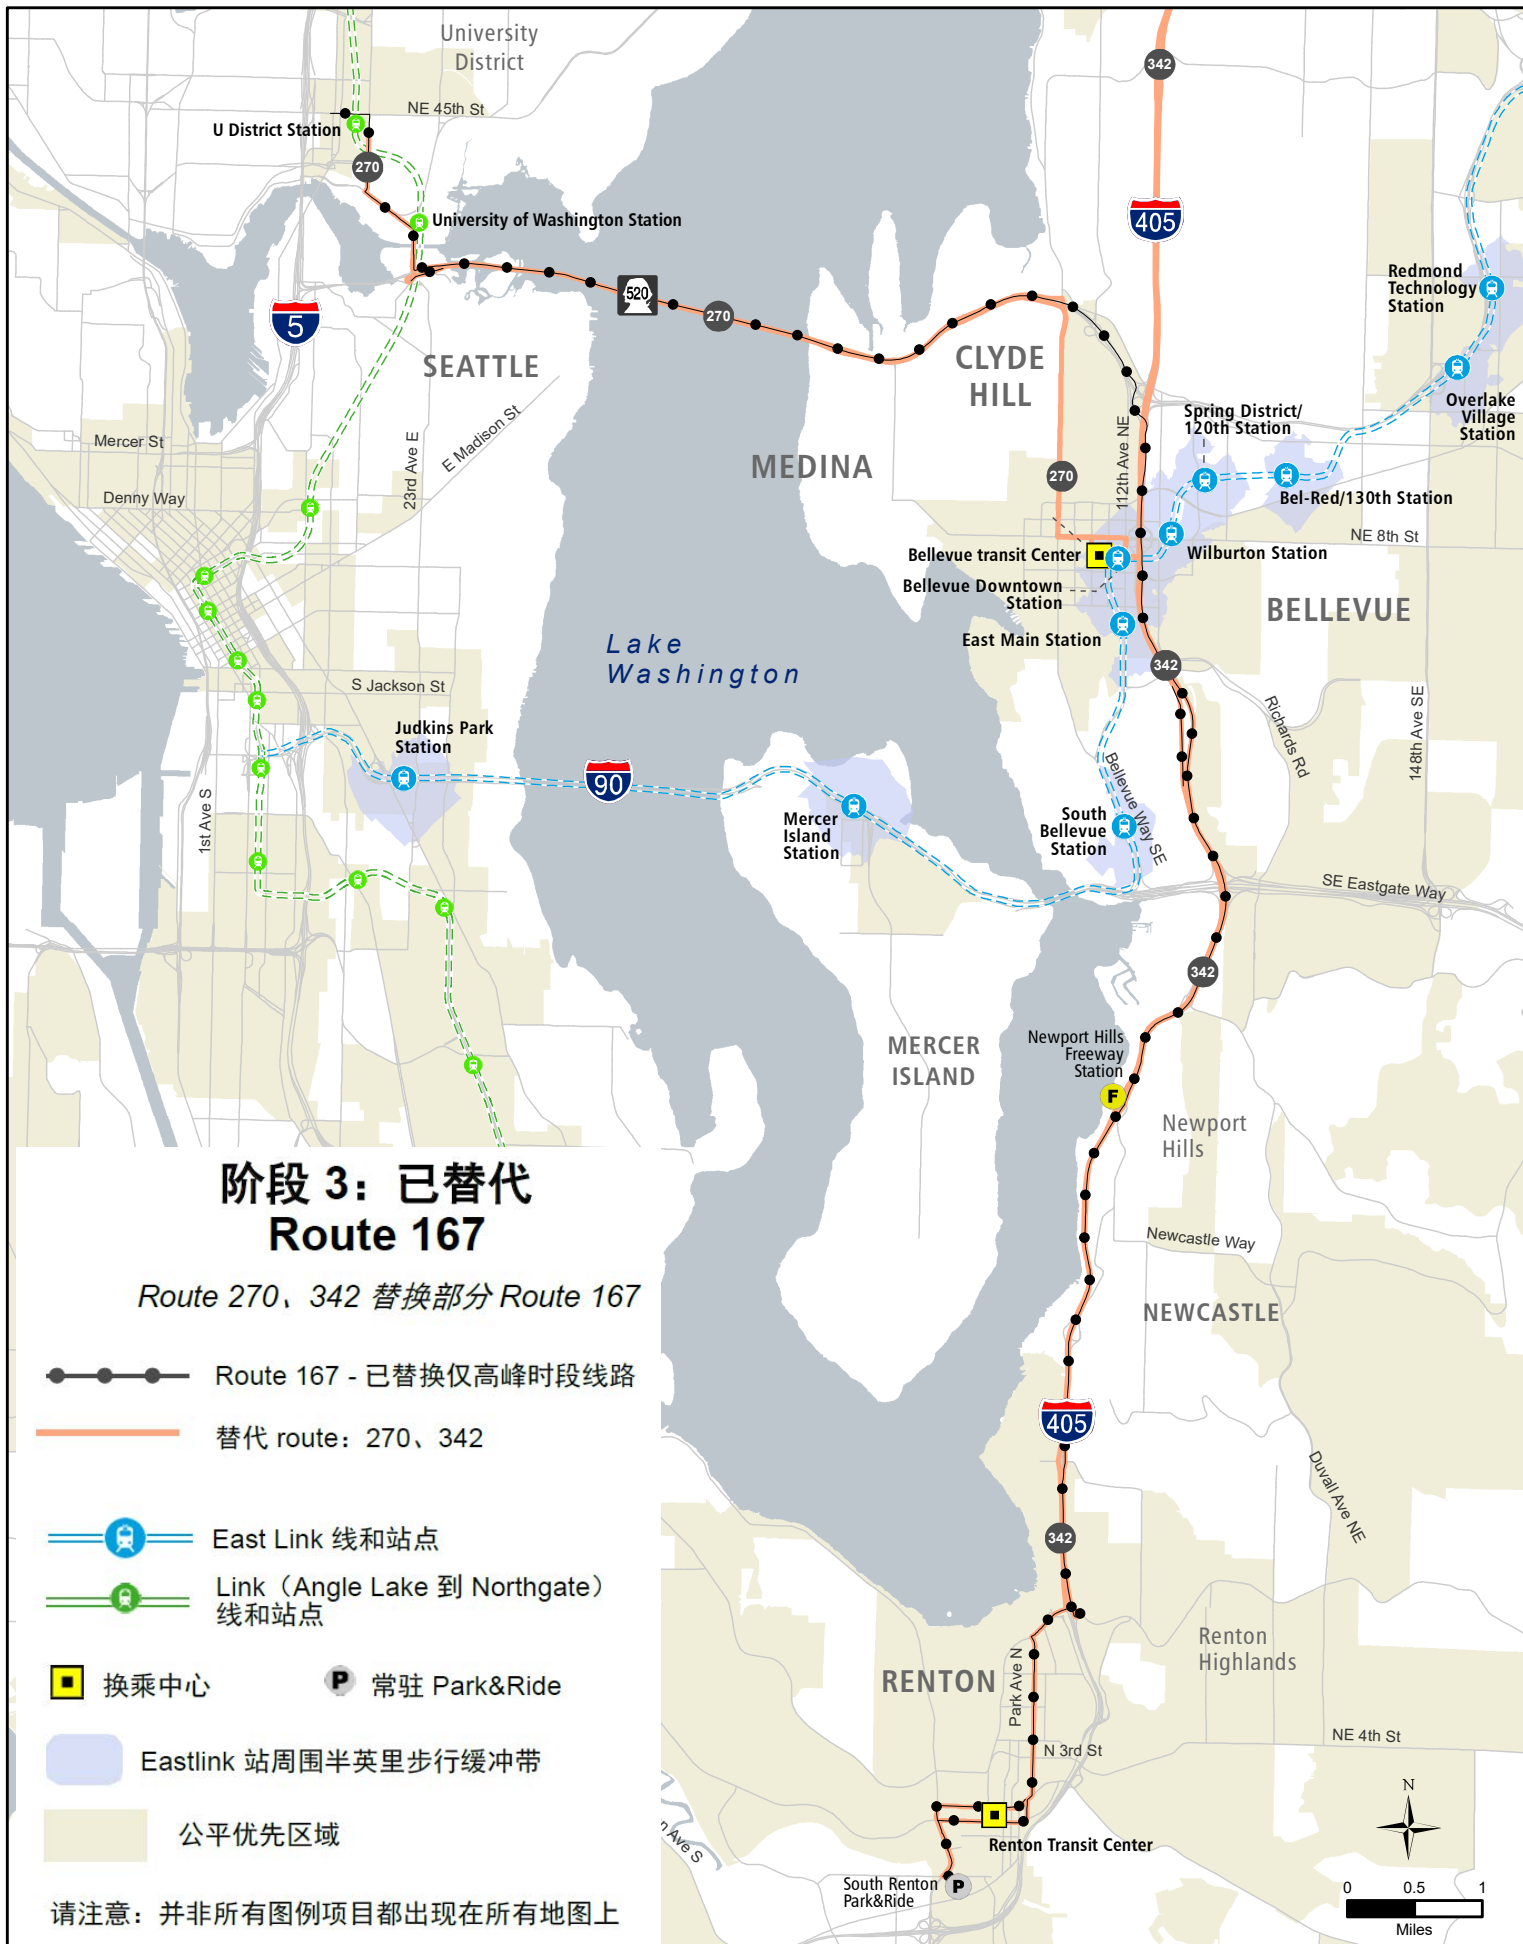 University
District
NE 45th St
U District Station
270
University of Washington Station
342
405
5
520
270
SEATTLE
CLYDE
HILL
MEDINA
Redmond
Technology
Station
Overlake
Village
Station
Spring District/
120th Station
Bel-Red/130th Station
112th Ave NE
270
Mercer St
Denny Way
23rd Ave E
E Madison St
NE 8th St
Wilburton Station
Bellevue transit Center
Bellevue Downtown
Station
East Main Station
BELLEVUE
Lake
Washington
342
S Jackson St
Judkins Park
Station
1st Ave S
90
Mercer
Island
Station
South
Bellevue
Station
Bellevue Way SE
Richards Rd
148th Ave SE
SE Eastgate Way
342
MERCER
ISLAND
Newport Hills
Freeway
Station
F
Newport
Hills
Newcastle Way
NEWCASTLE
405
Duvall Ave NE
342
Renton
Highlands
RENTON
Park Ave N
N 3rd St
NE 4th St
Renton Transit Center
South Renton
Park&Ride
P
n Ave S
N
0 0.5 1
Miles
阶段 3：已替代
Route 167
Route 270、342 替换部分 Route 167
Route 167 - 已替换仅高峰时段线路
替代 route：270、342
East Link 线和站点
Link（Angle Lake 到 Northgate）
线和站点
换乘中心
P 常驻 Park&Ride
Eastlink 站周围半英里步行缓冲带
公平优先区域
请注意：并非所有图例项目都出现在所有地图上